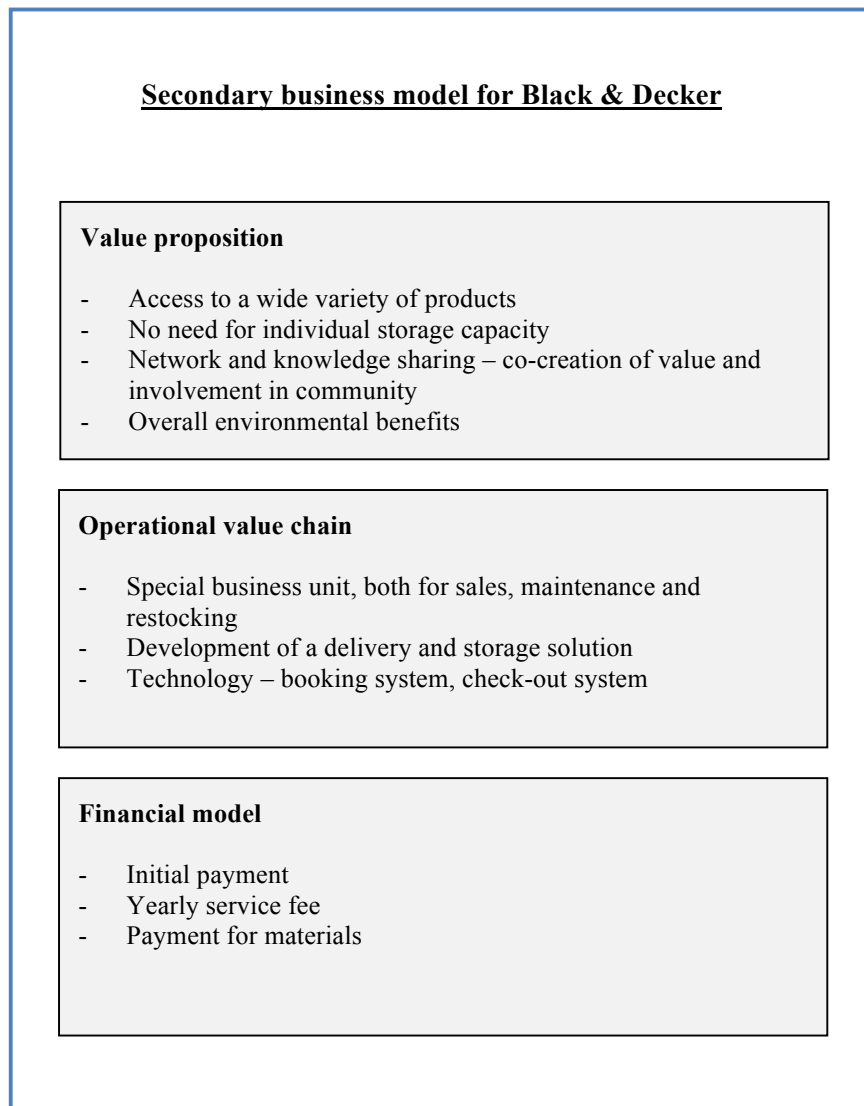 Secondary business model for Black & Decker
Value proposition
- Access to a wide variety of products
- No need for individual storage capacity
- Network and knowledge sharing – co-creation of value and
involvement in community
- Overall environmental benefits
Operational value chain
- Special business unit, both for sales, maintenance and
restocking
- Development of a delivery and storage solution
- Technology – booking system, check-out system
Financial model
- Initial payment
- Yearly service fee
- Payment for materials